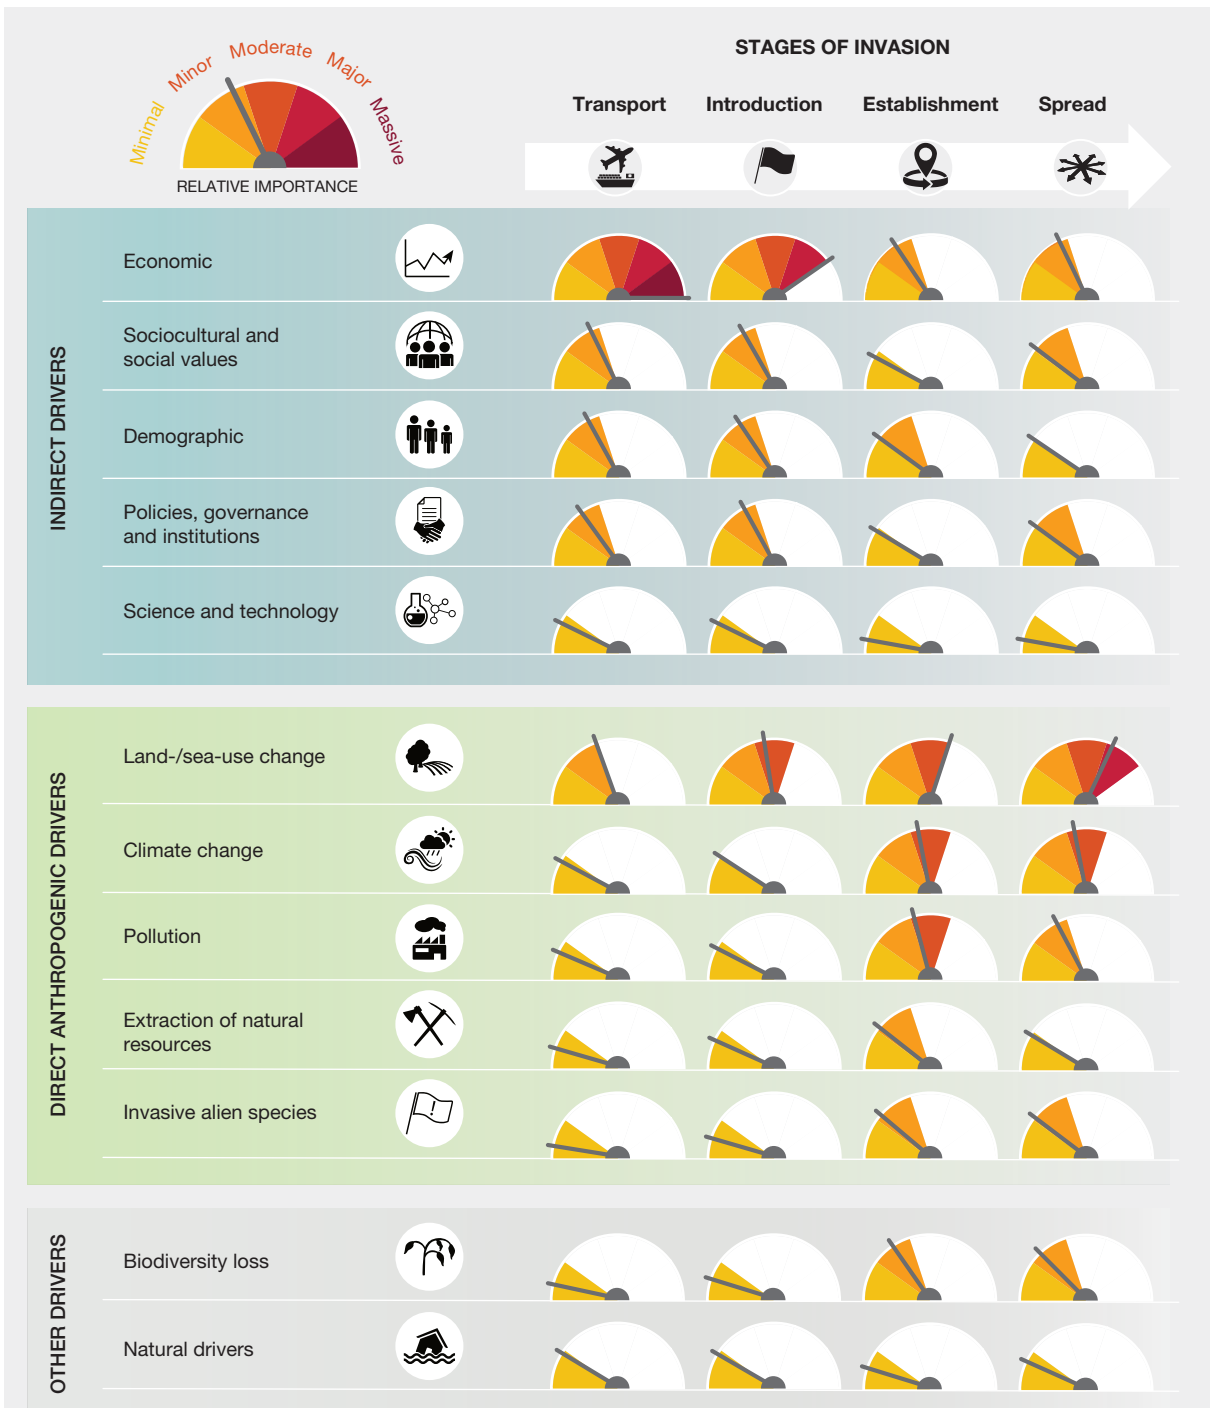 STAGES OF INVASION
Minimal
Minor
Moderate
Major
Massive
RELATIVE IMPORTANCE
Transport
Introduction
Establishment
Spread
INDIRECT DRIVERS
Economic
Sociocultural and
social values
Demographic
Policies, governance
and institutions
Science and technology
DIRECT ANTHROPOGENIC DRIVERS
Land-/sea-use change
Climate change
Pollution
Extraction of natural
resources
Invasive alien species
OTHER DRIVERS
Biodiversity loss
Natural drivers